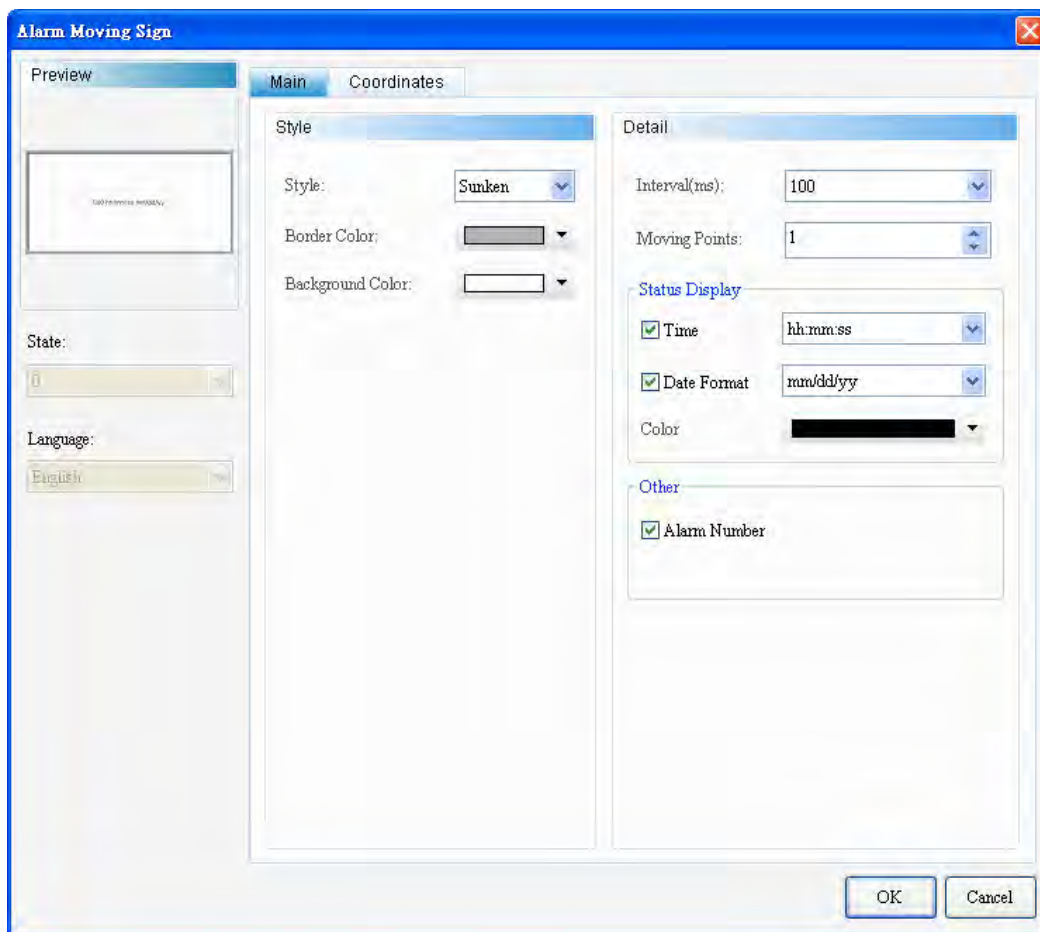 Alarm Moving Sign
Preview
State:
0
Language:
English
Main Coordinates
Style
Style: Sunken
Border Color:
Background Color:
Detail
Interval(ms): 100
Moving Points: 1
Status Display
Time hh:mm:ss
Date Format mm/dd/yy
Color
Other
Alarm Number
OK Cancel